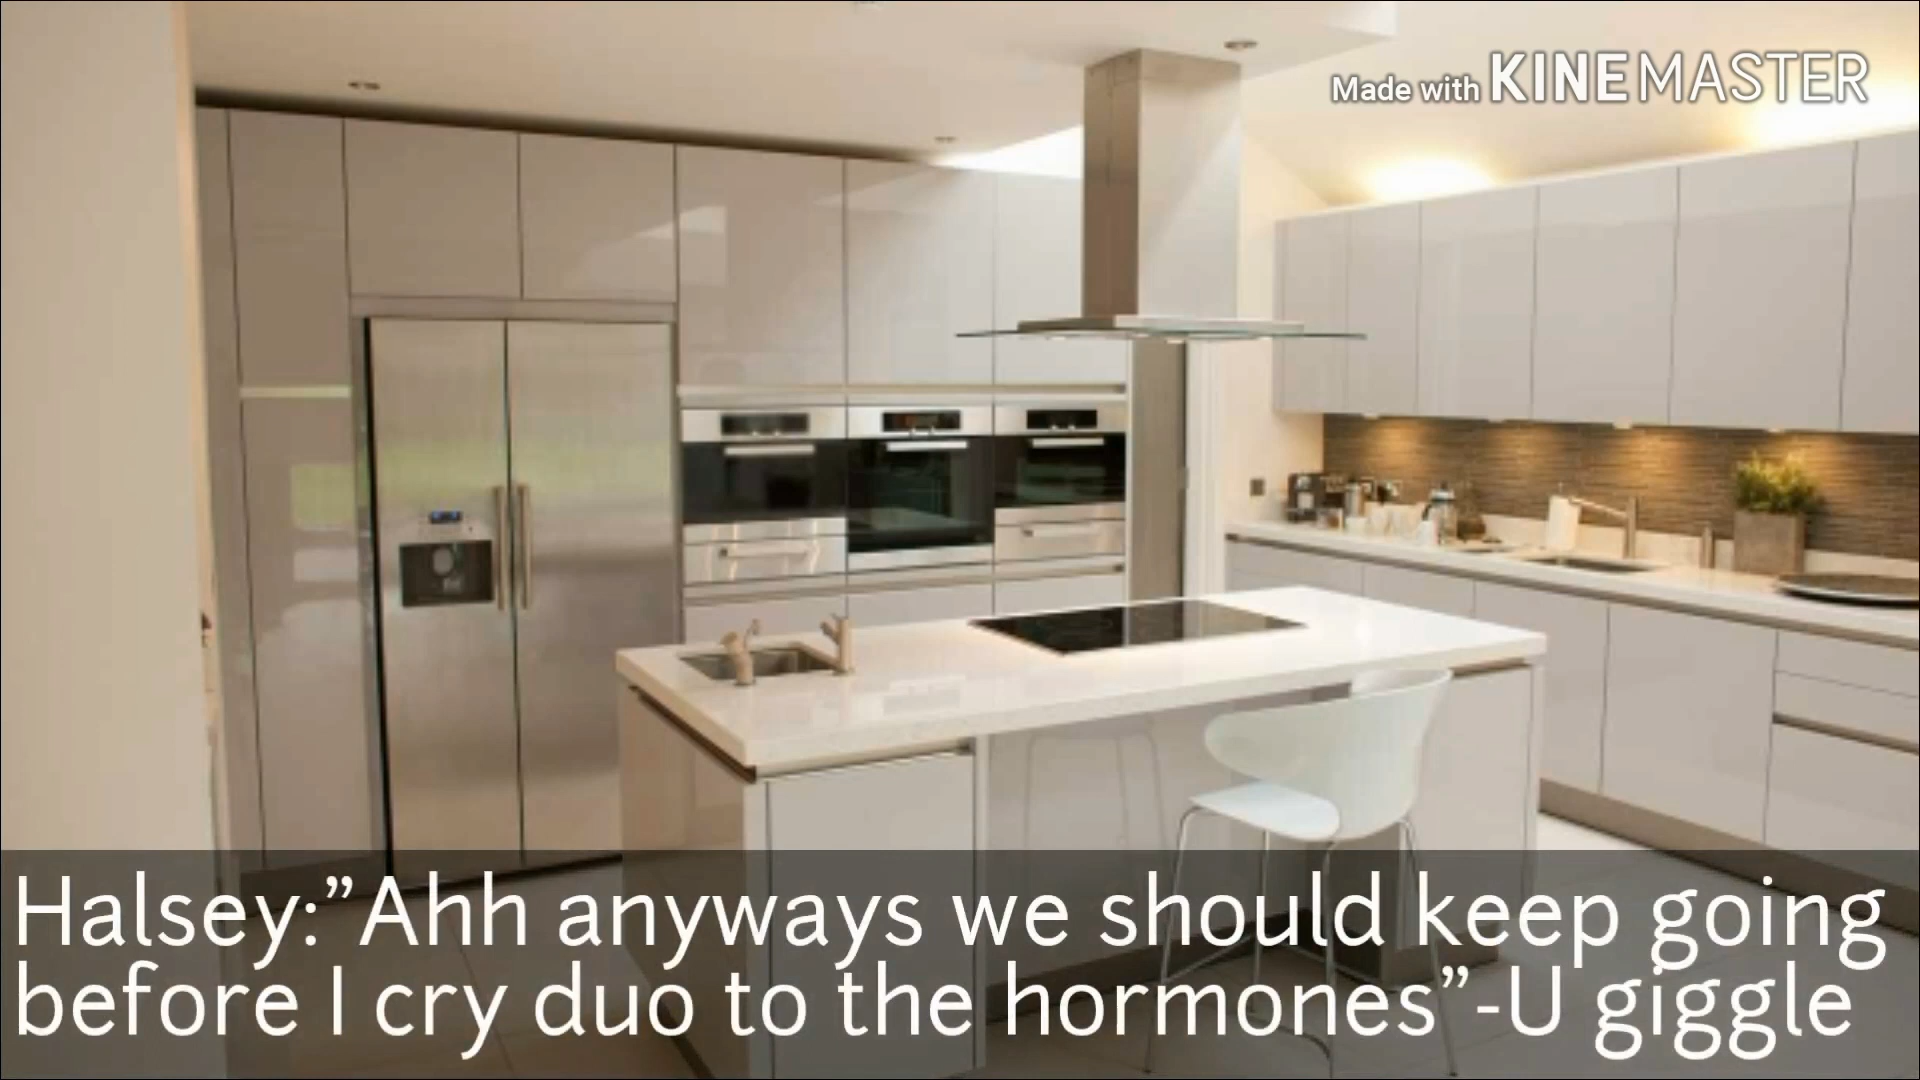 Made with KINEMASTER
Halsey:”Ahh anyways we should keep going
before I cry duo to the hormones”-U giggle